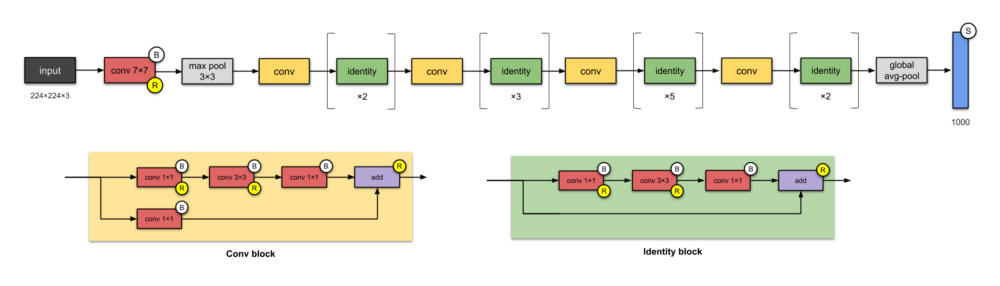 input
224×224×3
conv 7×7
B
R
max pool
3×3
conv
identity
×2
conv
identity
×3
conv
identity
×5
conv
identity
×2
global
avg-pool
S
1000
conv 1×1
B
R
conv 3×3
B
R
conv 1×1
B
add
R
conv 1×1
B
Conv block
conv 1×1
B
R
conv 3×3
B
R
conv 1×1
B
add
R
Identity block